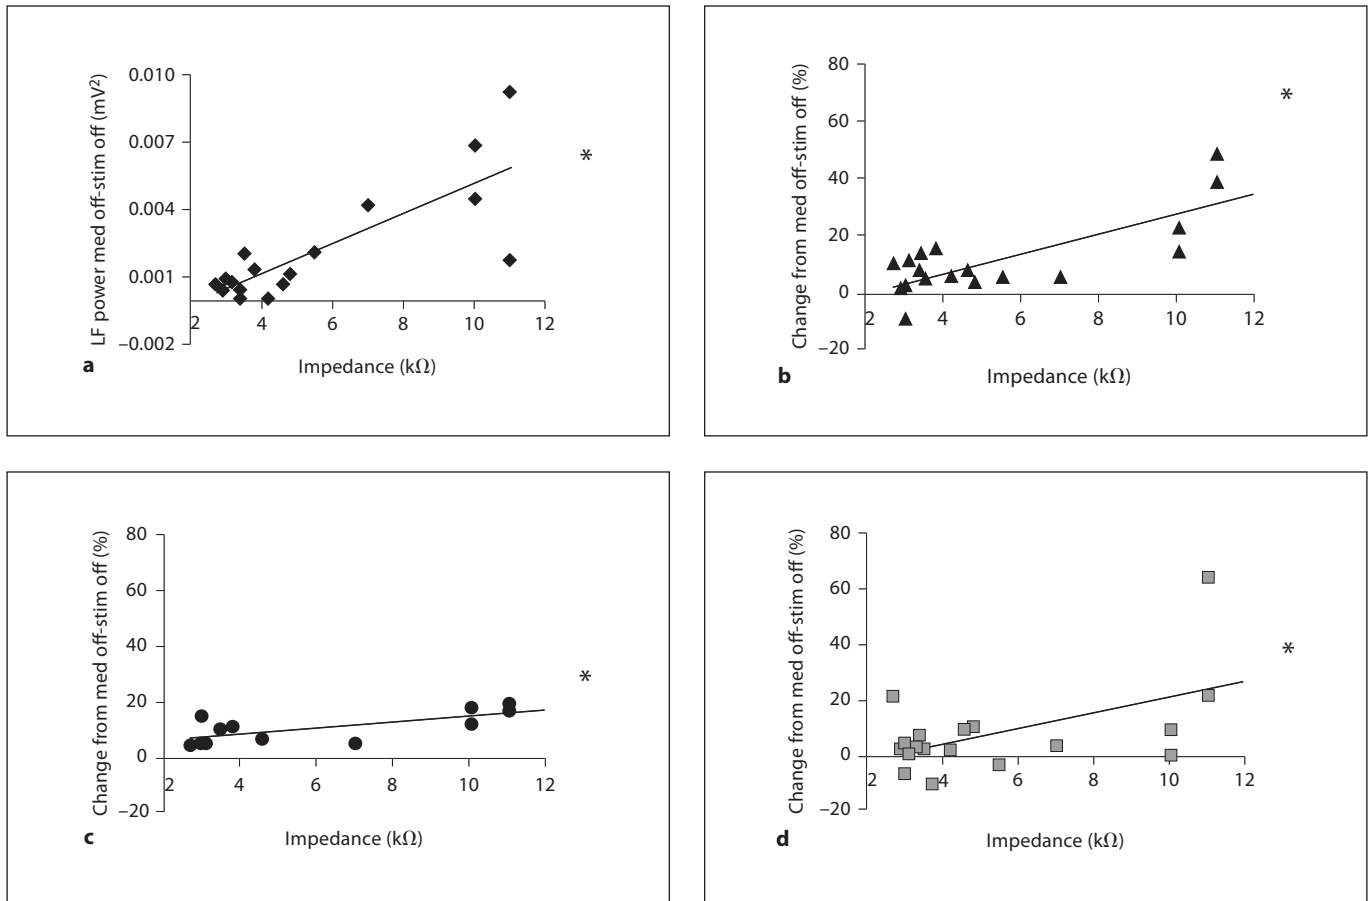 LF power med off-stim off (mV²)
0.010
0.007
0.004
0.001
–0.002
2 4 6 8 10 12
*
Impedance (kΩ)
a
Change from med off-stim off (%)
80
60
40
20
0
–20
2 4 6 8 10 12
*
Impedance (kΩ)
b
Change from med off-stim off (%)
80
60
40
20
0
–20
2 4 6 8 10 12
*
Impedance (kΩ)
c
Change from med off-stim off (%)
80
60
40
20
0
–20
2 4 6 8 10 12
*
Impedance (kΩ)
d